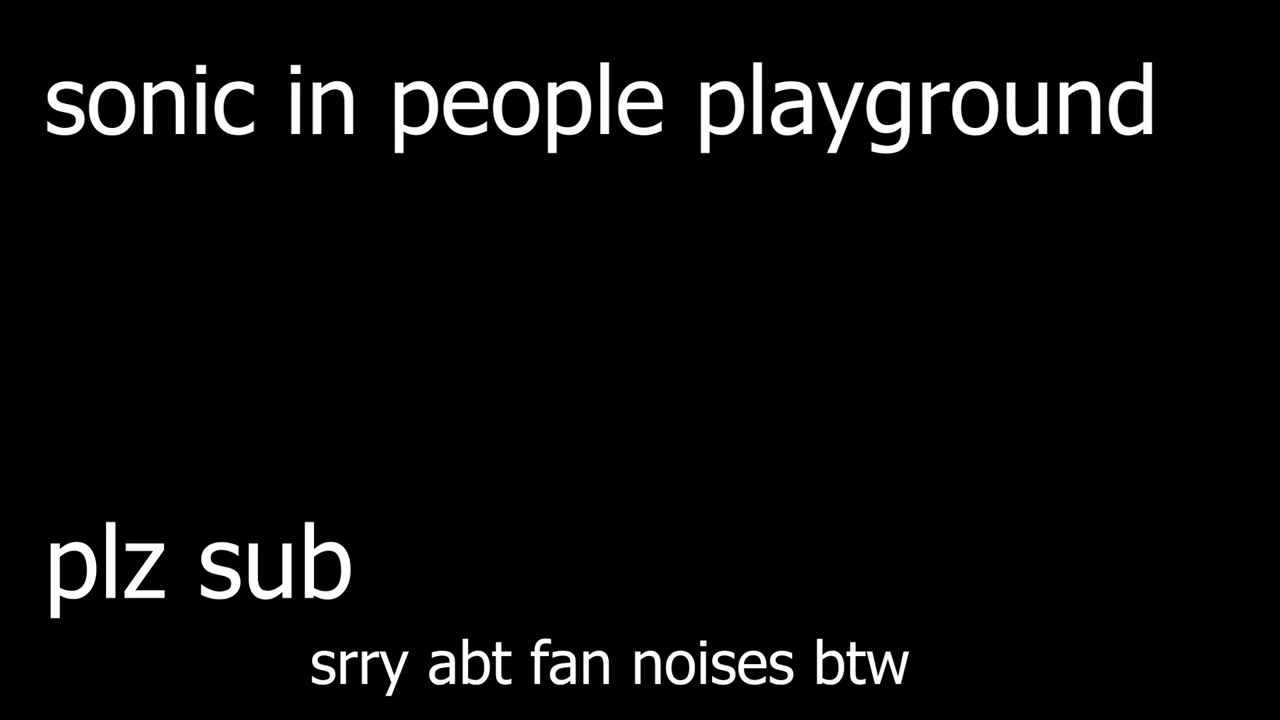 sonic in people playground
plz sub
srry abt fan noises btw